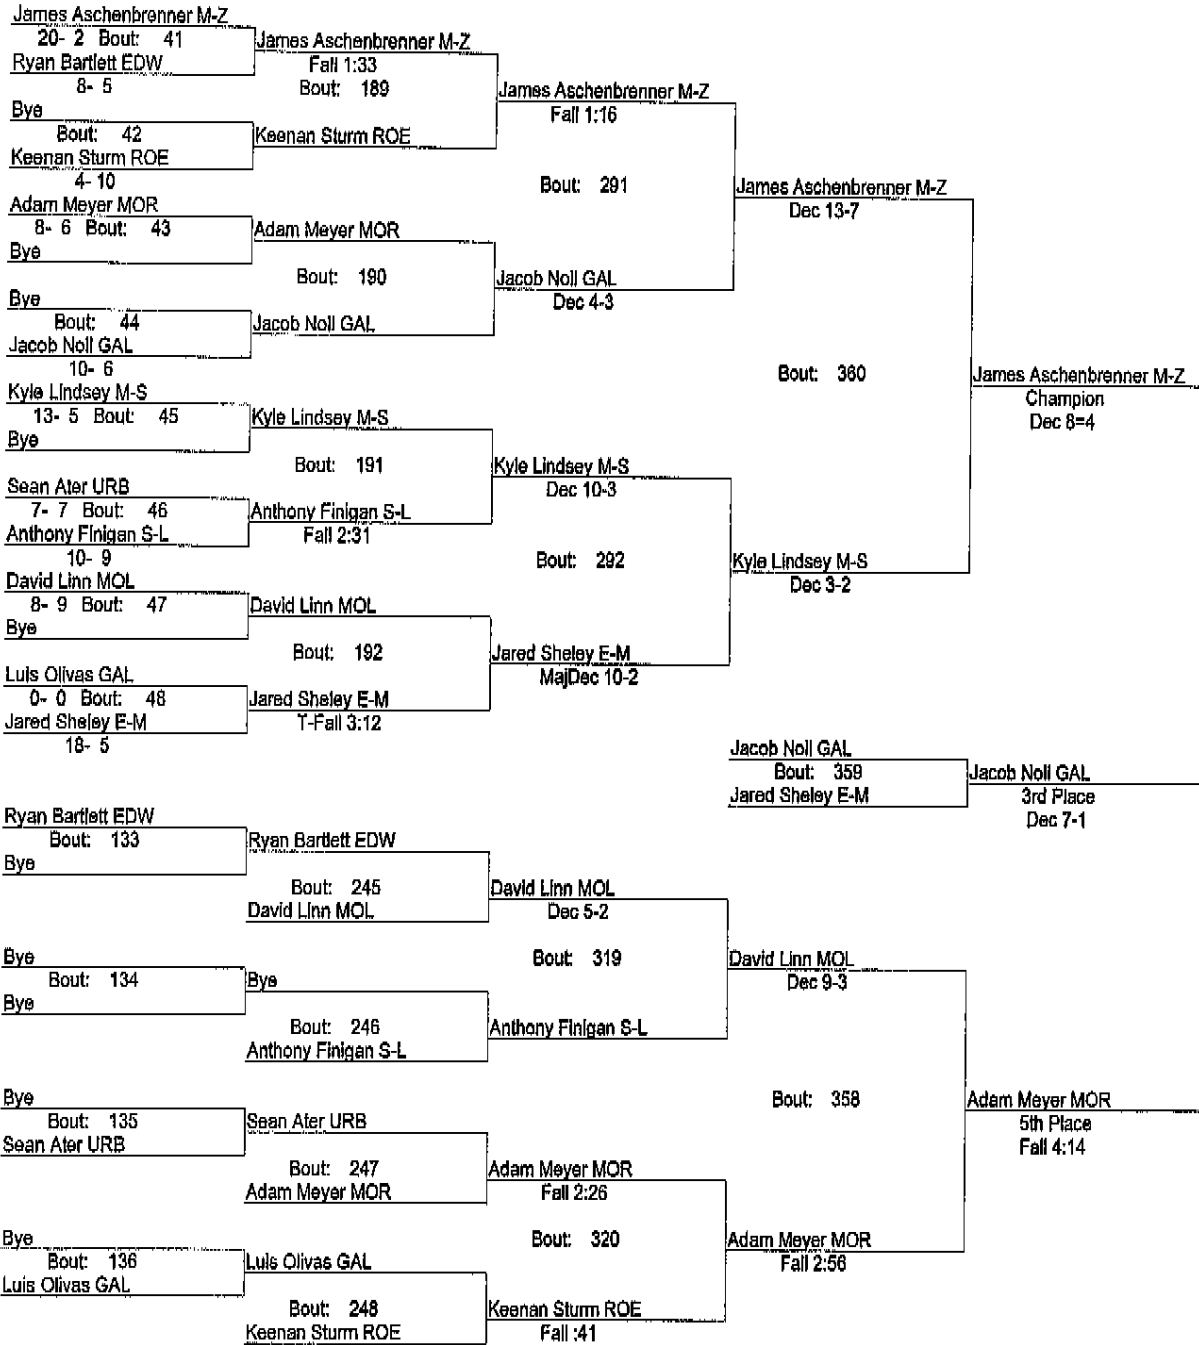 James Aschenbrenner M-Z
20- 2 Bout: 41
Ryan Bartlett EDW
8- 5
Bye
Bout: 42
Keenan Sturm ROE
4- 10
Adam Meyer MOR
8- 6 Bout: 43
Bye
Bye
Bout: 44
Jacob Noll GAL
10- 6
Kyle Lindsey M-S
13- 5 Bout: 45
Bye
Sean Ater URB
7- 7 Bout: 46
Anthony Finigan S-L
10- 9
David Linn MOL
8- 9 Bout: 47
Bye
Luis Olivas GAL
0- 0 Bout: 48
Jared Sheley E-M
18- 5
James Aschenbrenner M-Z
Fall 1:33
Bout: 189
Keenan Sturm ROE
Adam Meyer MOR
Bout: 190
Jacob Noll GAL
Kyle Lindsey M-S
Bout: 191
Anthony Finigan S-L
Fall 2:31
David Linn MOL
Bout: 192
Jared Sheley E-M
T-Fall 3:12
James Aschenbrenner M-Z
Fall 1:16
Bout: 291
Jacob Noll GAL
Dec 4-3
Kyle Lindsey M-S
Dec 10-3
Bout: 292
Jared Sheley E-M
MajDec 10-2
James Aschenbrenner M-Z
Dec 13-7
Bout: 360
Kyle Lindsey M-S
Dec 3-2
James Aschenbrenner M-Z
Champion
Dec 8=4
Jacob Noll GAL
Bout: 359
Jared Sheley E-M
Jacob Noll GAL
3rd Place
Dec 7-1
Ryan Bartlett EDW
Bout: 133
Bye
Bye
Bout: 134
Bye
Bye
Bout: 135
Sean Ater URB
Bye
Bout: 136
Luis Olivas GAL
Ryan Bartlett EDW
Bout: 245
David Linn MOL
Bye
Bout: 246
Anthony Finigan S-L
Sean Ater URB
Bout: 247
Adam Meyer MOR
Luis Olivas GAL
Bout: 248
Keenan Sturm ROE
David Linn MOL
Dec 5-2
Bout: 319
Anthony Finigan S-L
Adam Meyer MOR
Fall 2:26
Bout: 320
Keenan Sturm ROE
Fall :41
David Linn MOL
Dec 9-3
Bout: 358
Adam Meyer MOR
Fall 2:56
Adam Meyer MOR
5th Place
Fall 4:14